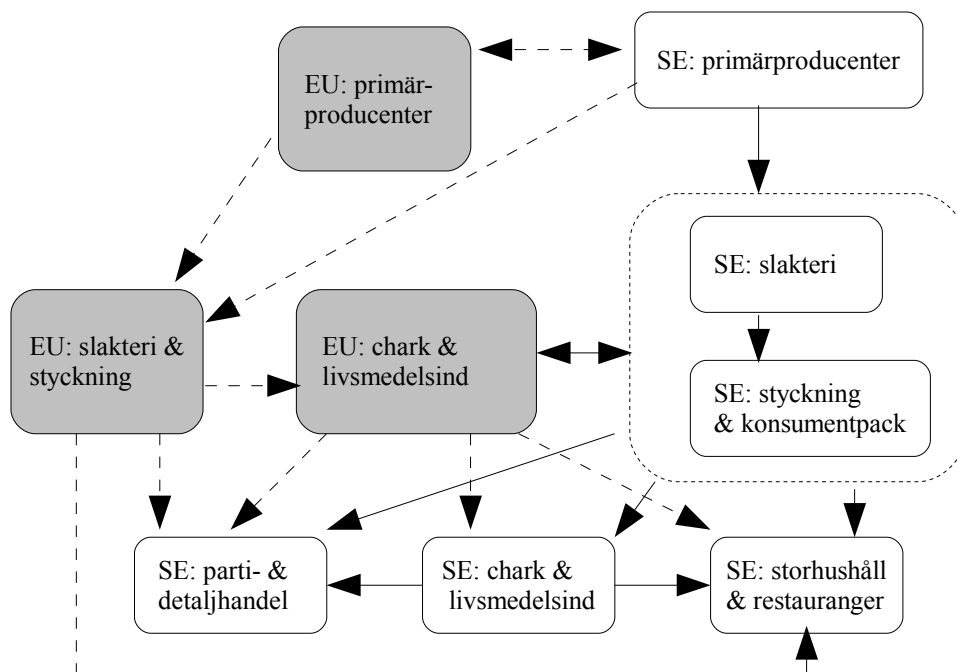 SE: primärproducenter
EU: primär-
producenter
SE: slakteri
EU: slakteri &
styckning
EU: chark &
livsmedelsind
SE: styckning
& konsumentpack
SE: parti- &
detaljhandel
SE: chark &
livsmedelsind
SE: storhushåll
& restauranger